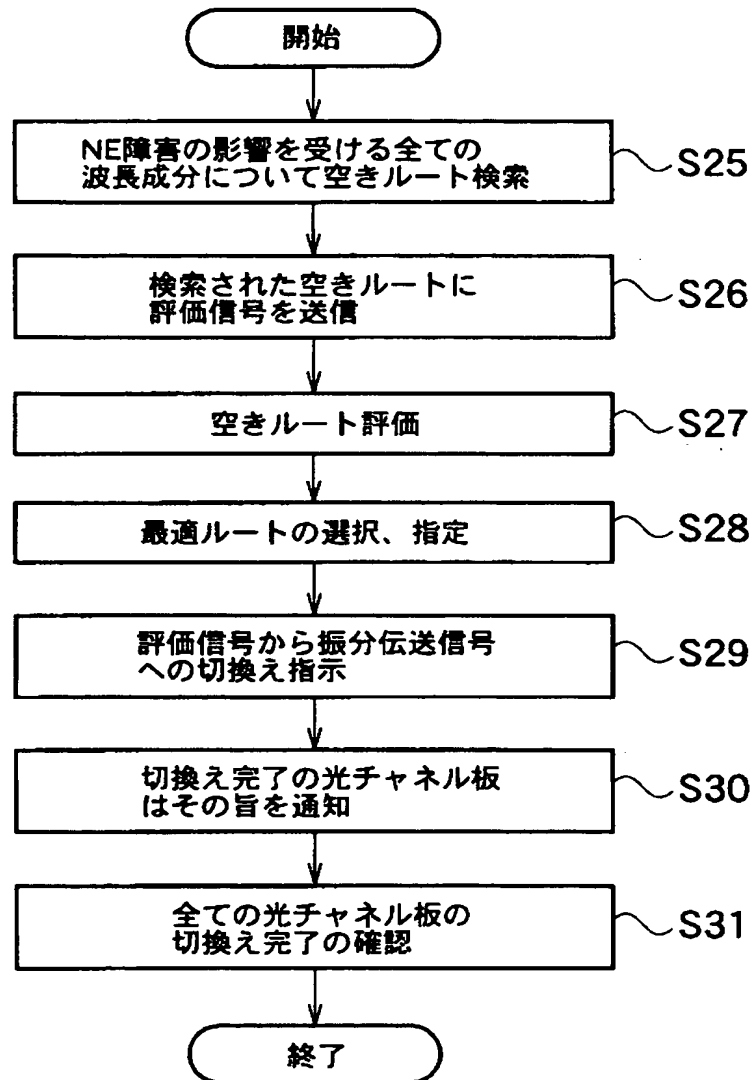 開始
NE障害の影響を受ける全ての
波長成分について空きルート検索
S25
検索された空きルートに
評価信号を送信
S26
空きルート評価
S27
最適ルートの選択、指定
S28
評価信号から振分伝送信号
への切換え指示
S29
切換え完了の光チャネル板
はその旨を通知
S30
全ての光チャネル板の
切換え完了の確認
S31
終了